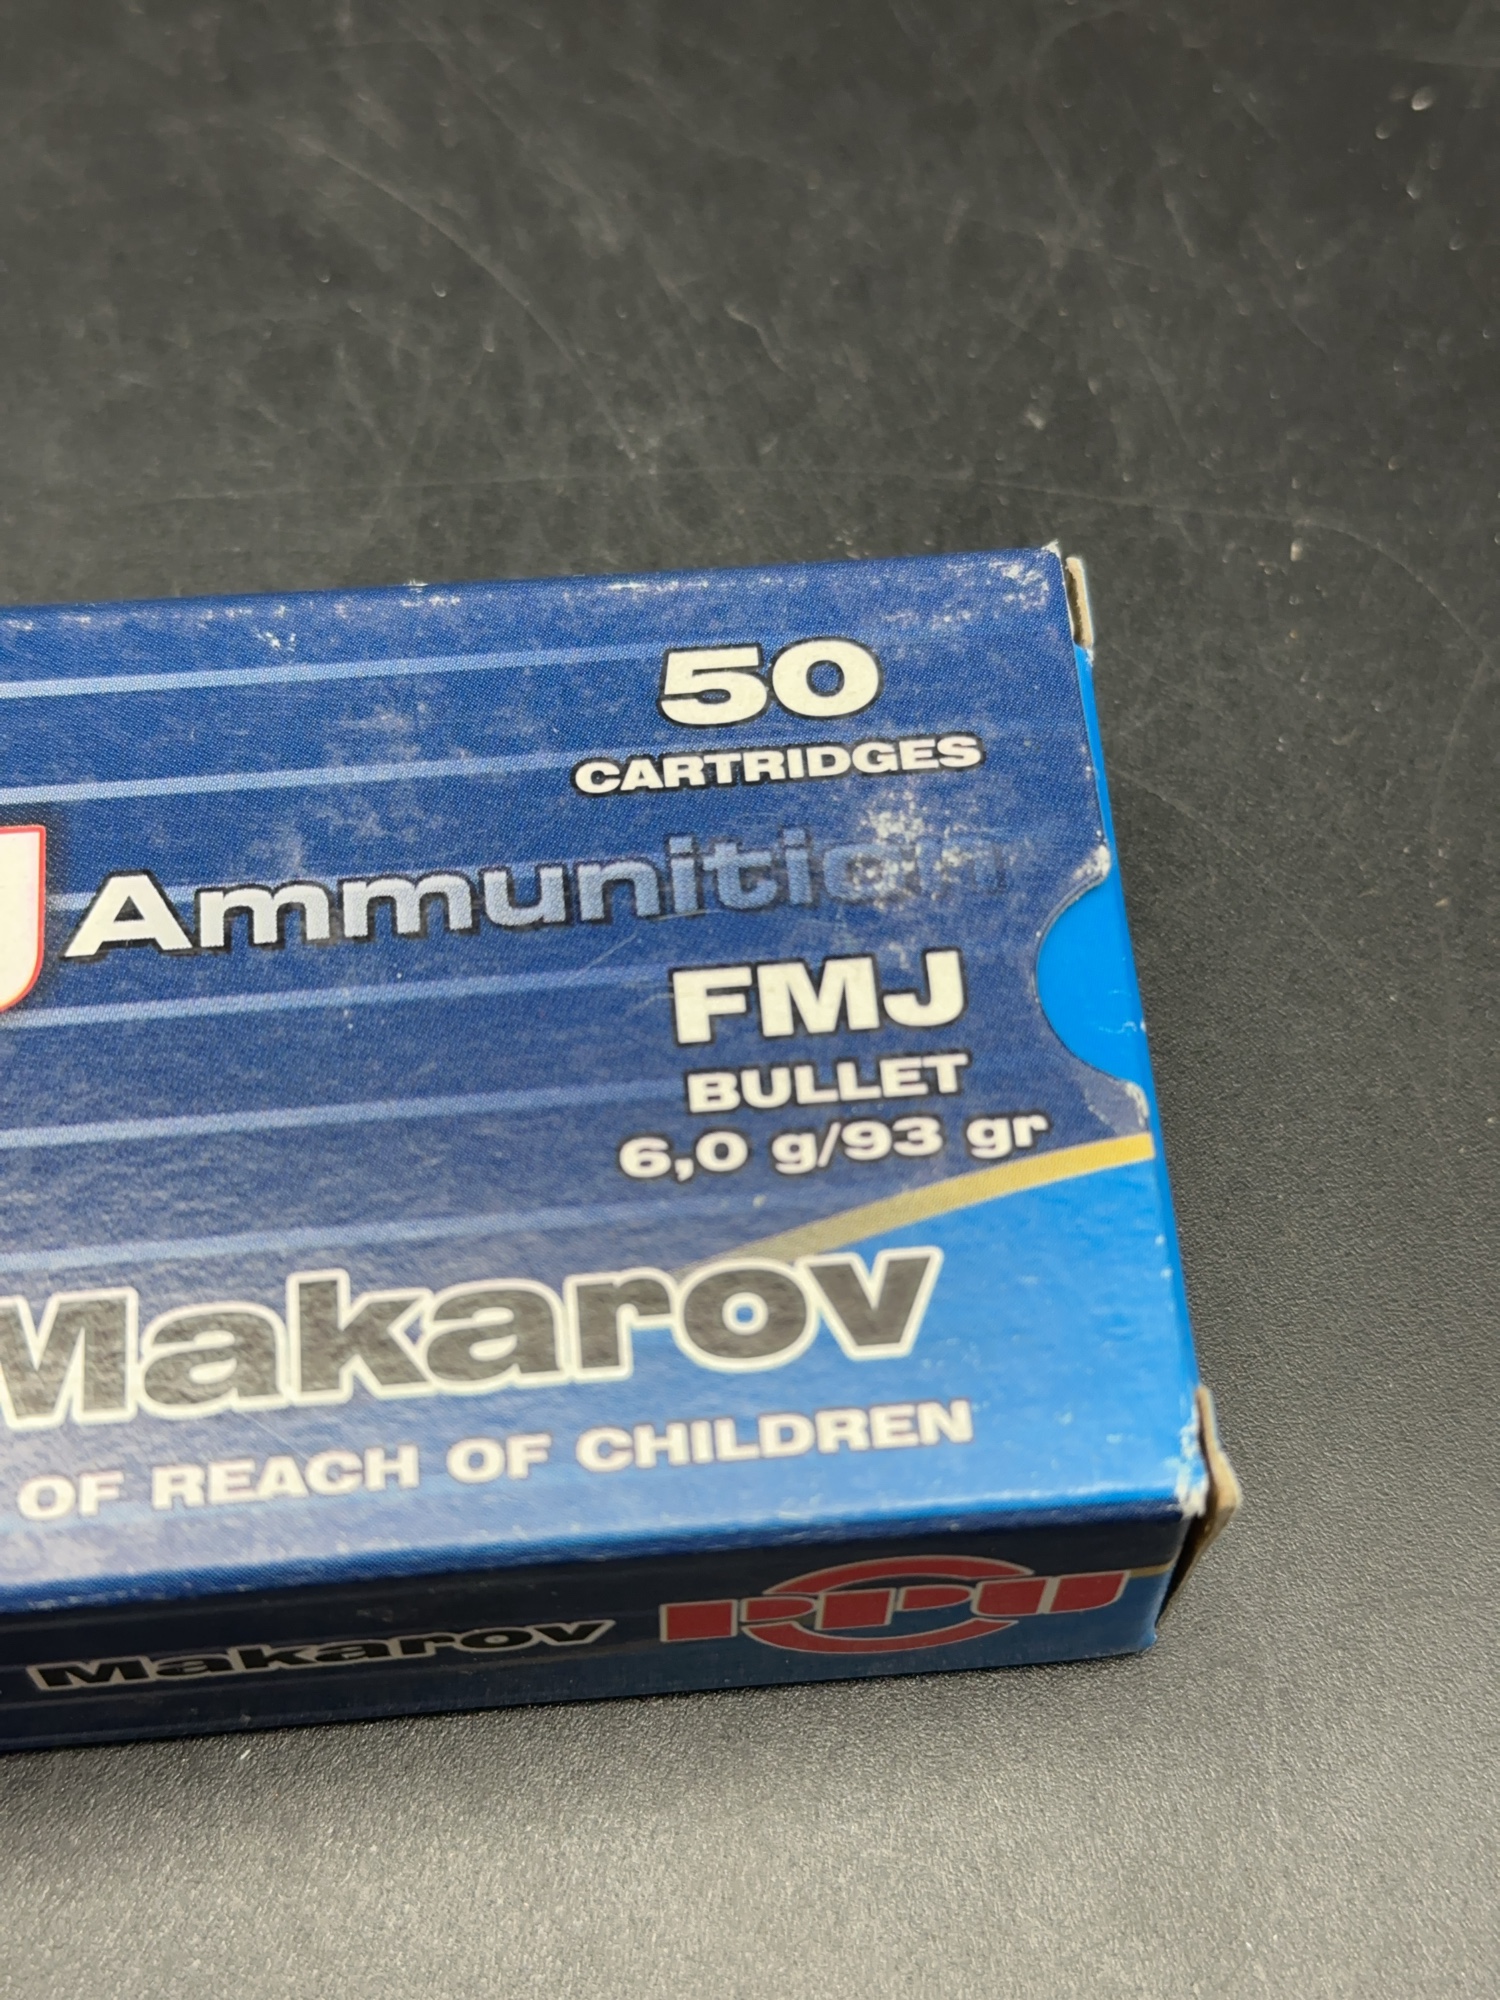 50
CARTRIDGES
U Ammunition
FMJ
BULLET
6,0 g/93 gr
Makarov
OF REACH OF CHILDREN
Makarov PPU